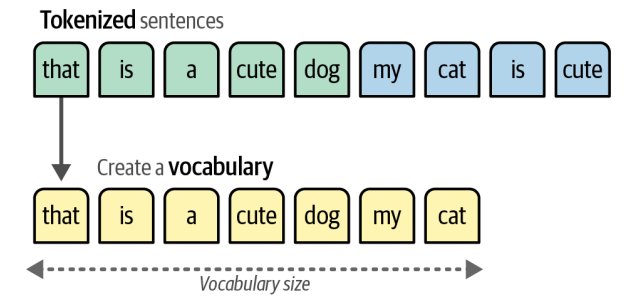 Tokenized sentences
that is a cute dog my cat is cute
Create a vocabulary
that is a cute dog my cat
Vocabulary size